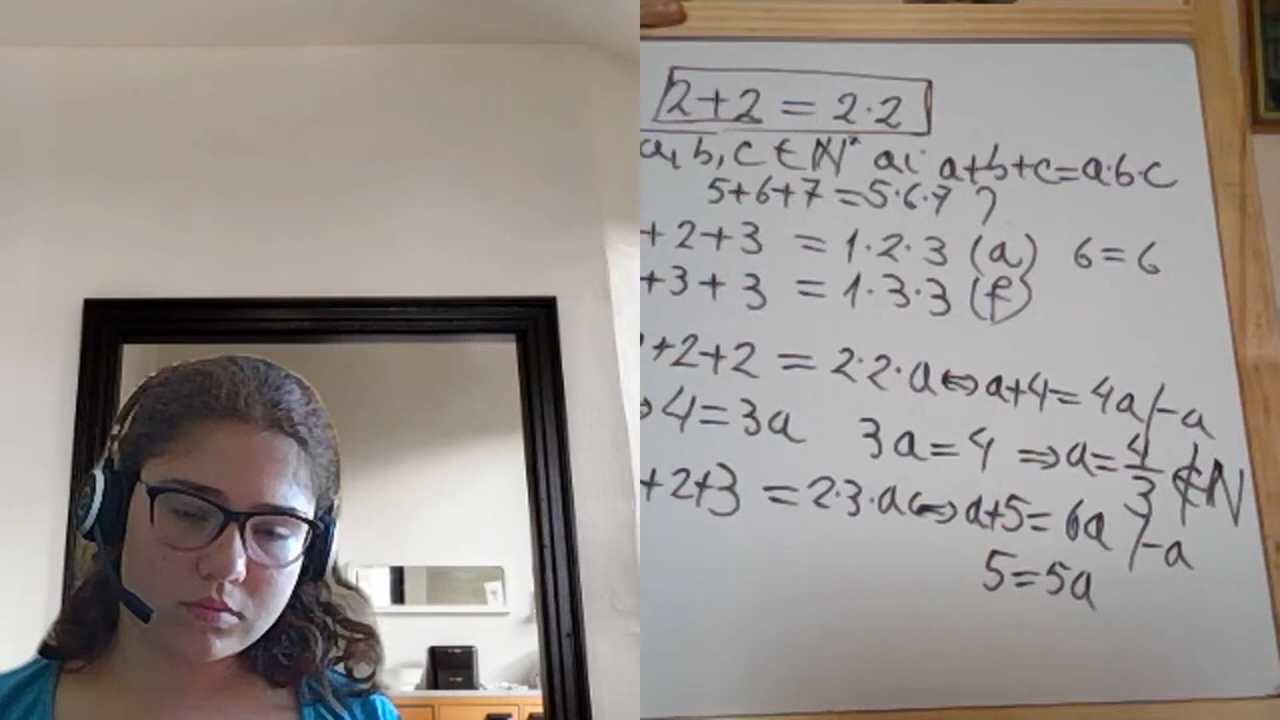 2+2 = 2·2
a, b, c ∈ N* aî a+b+c=a·b·c
5+6+7=5·6·7 ?
+2+3 = 1·2·3 (a) 6=6
+3+3 = 1·3·3 (f)
+2+2 = 2·2·a⇔a+4=4a/-a
4=3a 3a=4 ⇒a=4/3 ∉N
+2+3 =2·3·a⇔a+5=6a /-a
5=5a